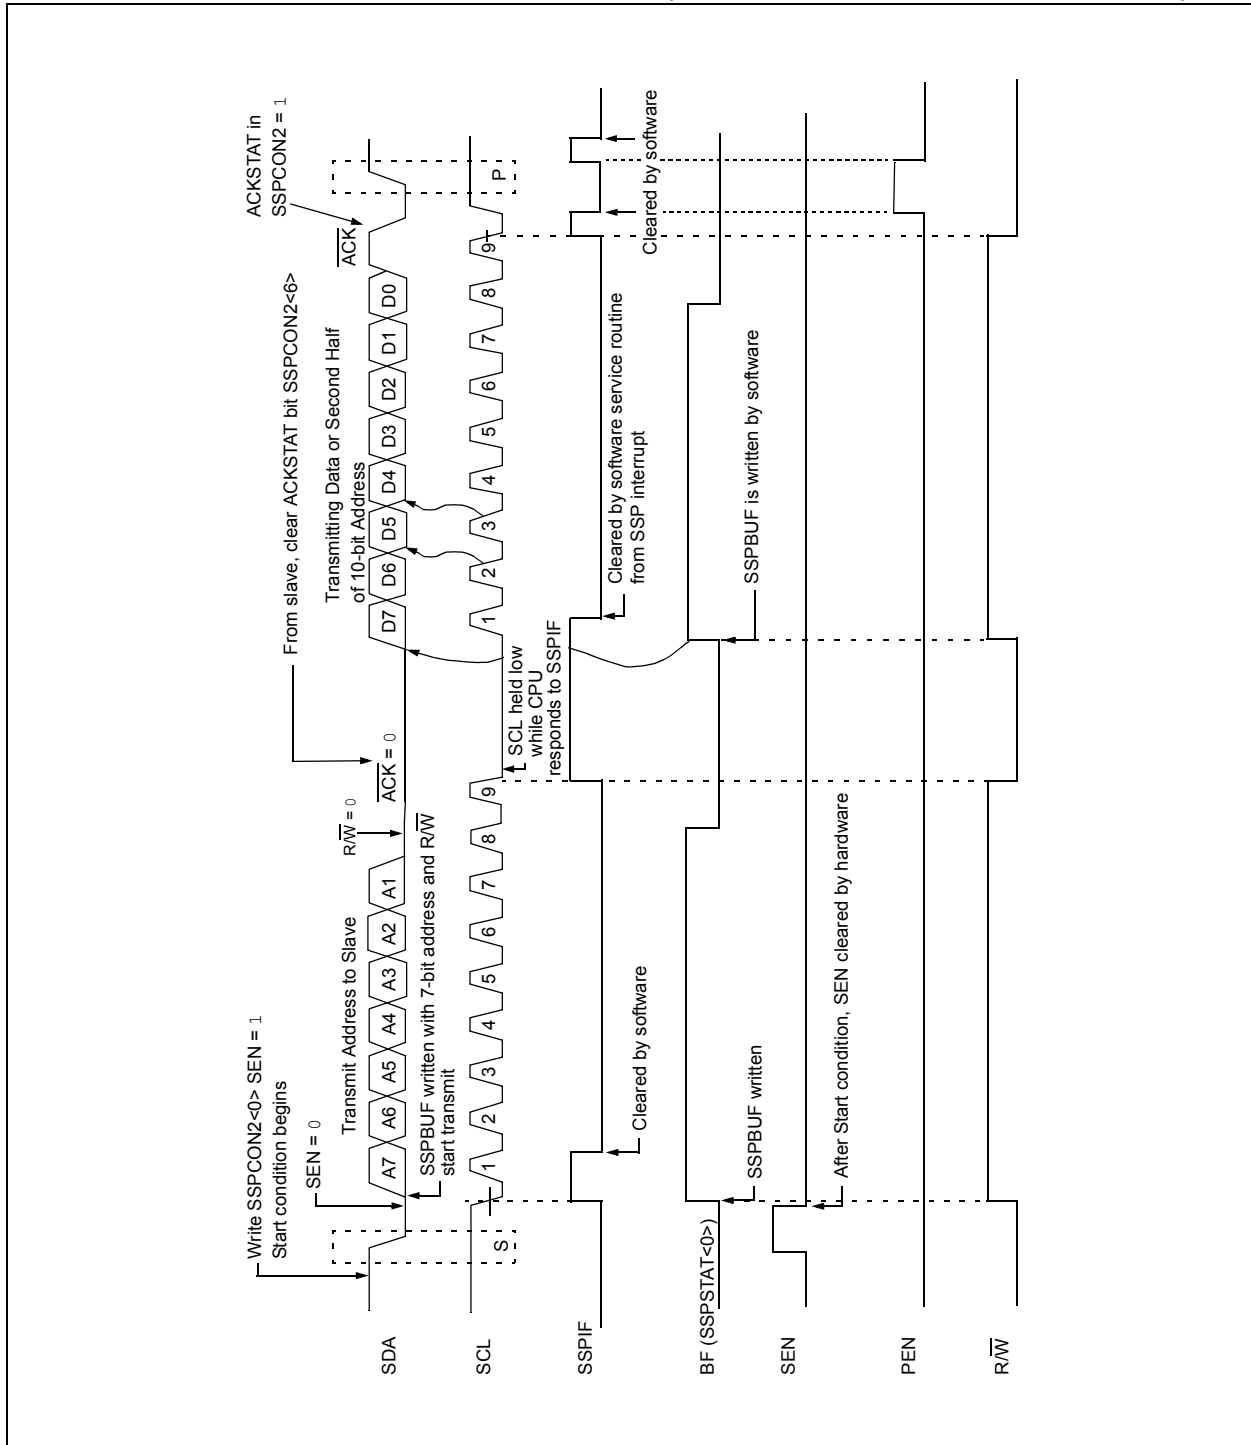 Write SSPCON2<0> SEN = 1
Start condition begins
SEN = 0
Transmit Address to Slave
From slave, clear ACKSTAT bit SSPCON2<6>
R/W = 0
ACK = 0
Transmitting Data or Second Half
of 10-bit Address
ACK
ACKSTAT in
SSPCON2 = 1
SDA
A7 A6 A5 A4 A3 A2 A1
D7 D6 D5 D4 D3 D2 D1 D0
SSPBUF written with 7-bit address and R/W
start transmit
SCL
S
1 2 3 4 5 6 7 8 9
1 2 3 4 5 6 7 8 9
P
SCL held low
while CPU
responds to SSPIF
SSPIF
Cleared by software
Cleared by software service routine
from SSP interrupt
Cleared by software
Cleared by software
BF (SSPSTAT<0>)
SSPBUF written
SSPBUF is written by software
SEN
After Start condition, SEN cleared by hardware
PEN
R/W